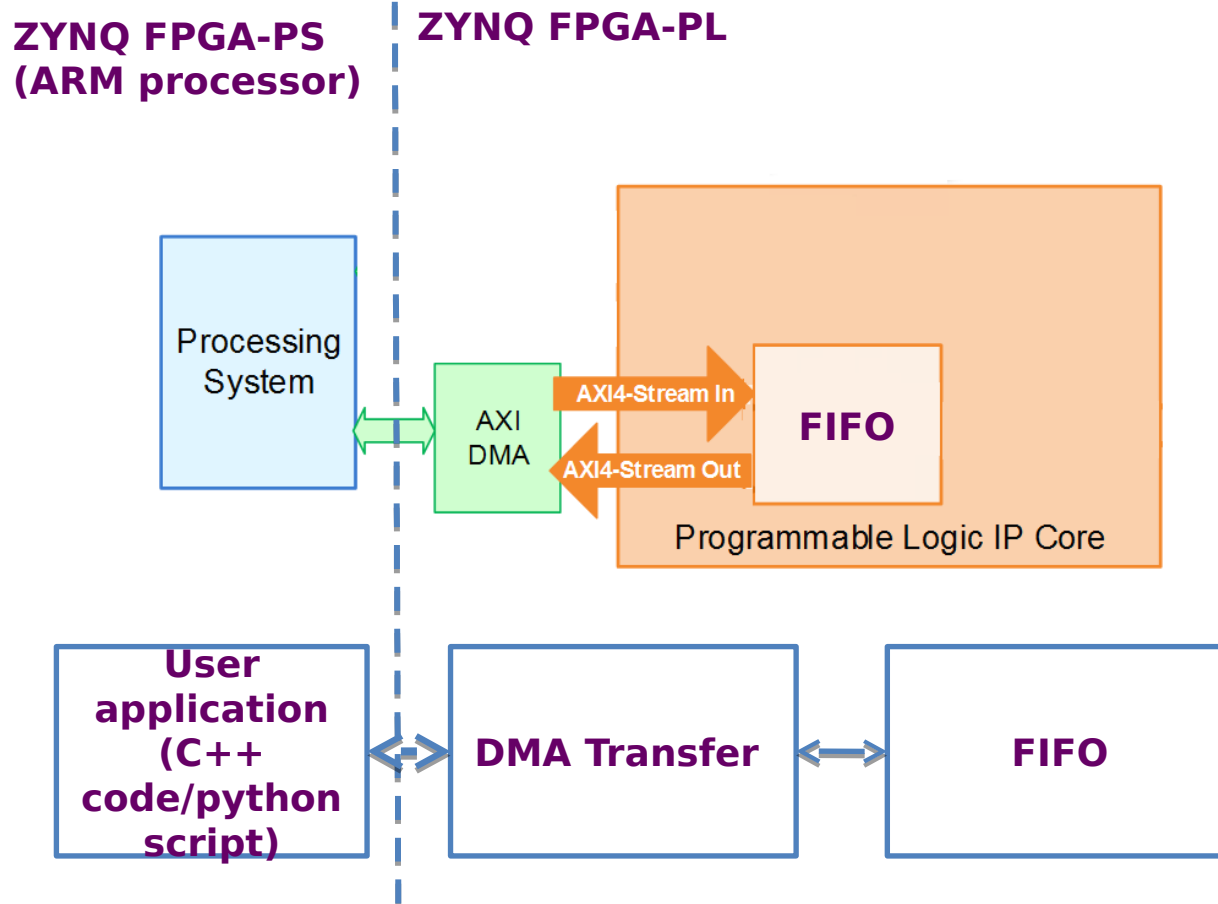 ZYNQ FPGA-PS
(ARM processor)
ZYNQ FPGA-PL
Processing
System
AXI
DMA
AXI4-Stream In
AXI4-Stream Out
FIFO
Programmable Logic IP Core
User
application
(C++
code/python
script)
DMA Transfer
FIFO